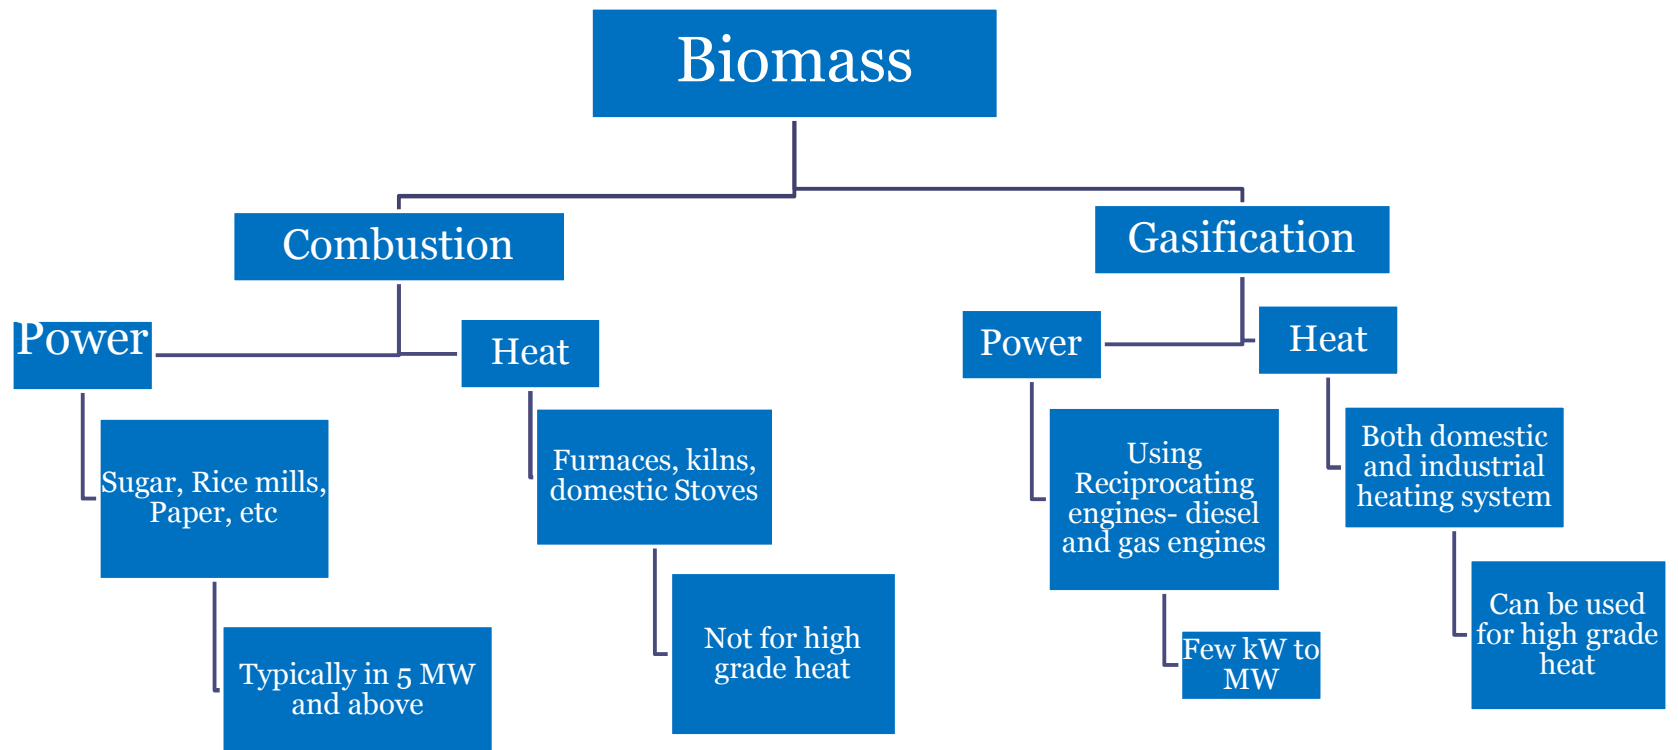 Biomass
Combustion
Gasification
Power
Heat
Power
Heat
Sugar, Rice mills,
Paper, etc
Furnaces, kilns,
domestic Stoves
Using
Reciprocating
engines- diesel
and gas engines
Both domestic
and industrial
heating system
Typically in 5 MW
and above
Not for high
grade heat
Few kW to
MW
Can be used
for high grade
heat